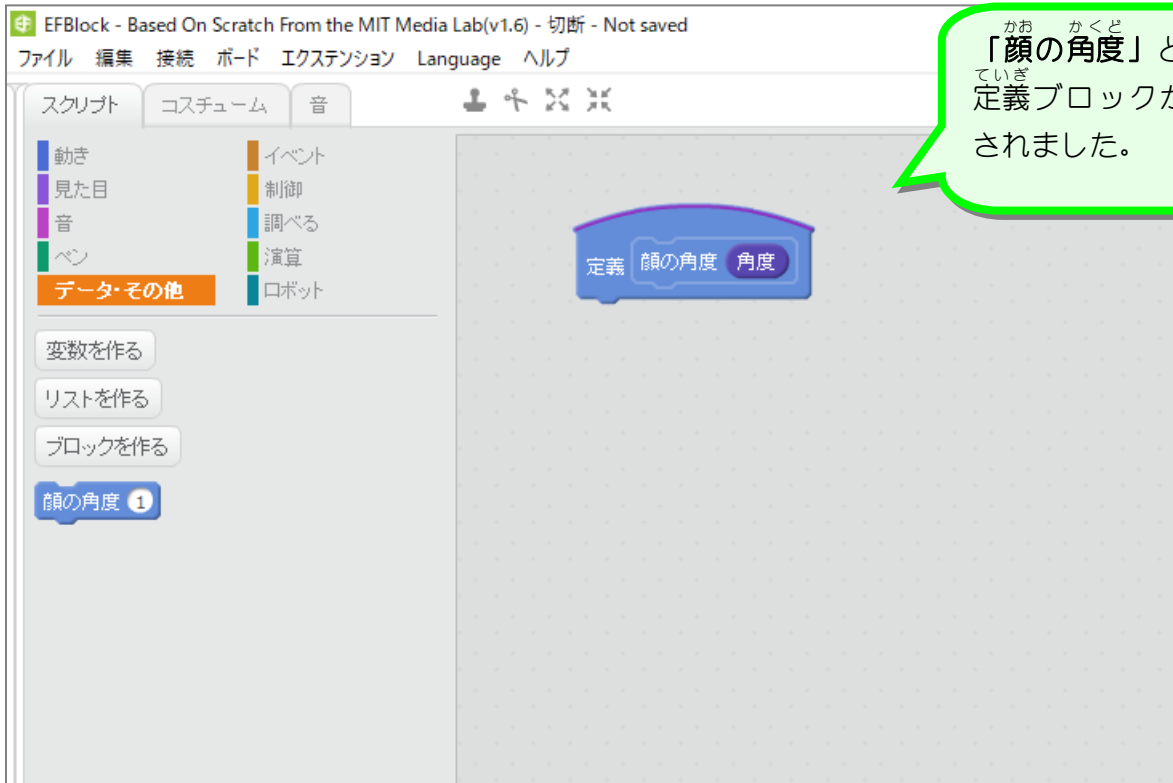 EFBlock - Based On Scratch From the MIT Media Lab(v1.6) - 切断 - Not saved
ファイル 編集 接続 ボード エクステンション Language ヘルプ
スクリプト コスチューム 音
動き イベント
見た目 制御
音 調べる
ペン 演算
データ・その他 ロボット
変数を作る
リストを作る
ブロックを作る
顔の角度 1
定義 顔の角度 角度
かお かくど
「顔の角度」と
ていぎ
定義ブロックが
されました。